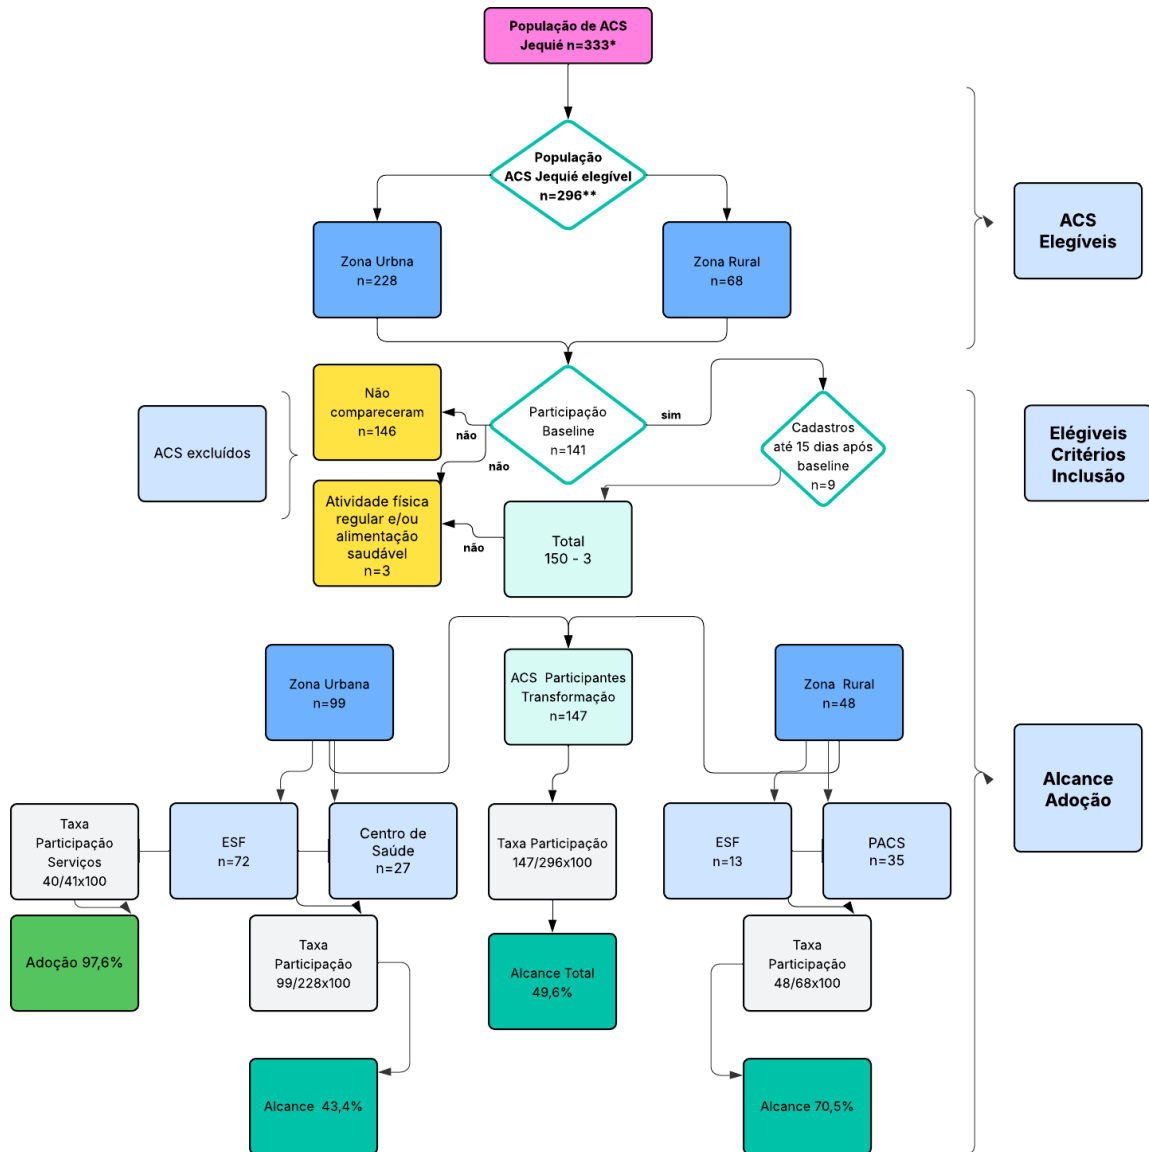 População de ACS
Jequié n=333*
População
ACS Jequié elegível
n=296**
ACS
Elegíveis
Zona Urbna
n=228
Zona Rural
n=68
Não
compareceram
n=146
não
não
Participação
Baseline
n=141
sim
Cadastros
até 15 dias após
baseline
n=9
ACS excluídos
Elégiveis
Critérios
Inclusão
Atividade física
regular e/ou
alimentação
saudável
n=3
não
Total
150 - 3
Zona Urbana
n=99
ACS Participantes
Transformação
n=147
Zona Rural
n=48
Alcance
Adoção
Taxa
Participação
Serviços
40/41x100
ESF
n=72
Centro de
Saúde
n=27
Taxa Participação
147/296x100
ESF
n=13
PACS
n=35
Adoção 97,6%
Taxa
Participação
99/228x100
Alcance Total
49,6%
Taxa
Participação
48/68x100
Alcance 43,4%
Alcance 70,5%